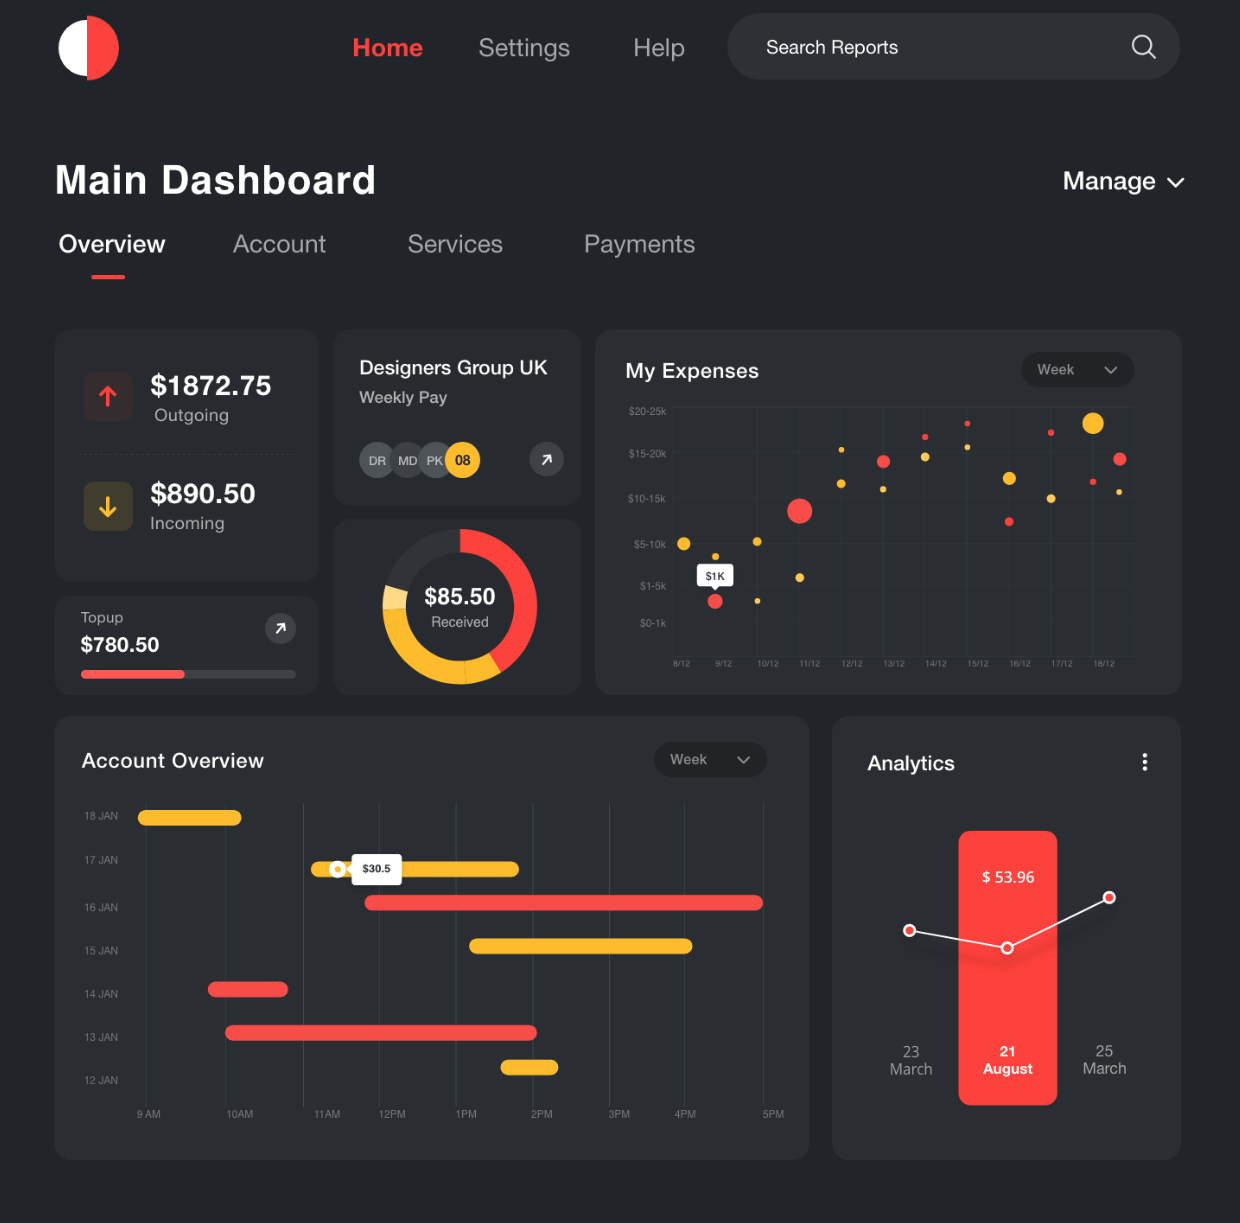 Home
Settings
Help
Search Reports
Main Dashboard
Manage
Overview
Account
Services
Payments
$1872.75
Outgoing
$890.50
Incoming
Topup
$780.50
Designers Group UK
Weekly Pay
DR
MD
PK
08
$85.50
Received
My Expenses
Week
$20-25k
$15-20k
$10-15k
$5-10k
$1-5k
$0-1k
$1K
8/12
9/12
10/12
11/12
12/12
13/12
14/12
15/12
16/12
17/12
18/12
Account Overview
Week
18 JAN
17 JAN
16 JAN
15 JAN
14 JAN
13 JAN
12 JAN
$30.5
9 AM
10AM
11AM
12PM
1PM
2PM
3PM
4PM
5PM
Analytics
$ 53.96
23
March
21
August
25
March